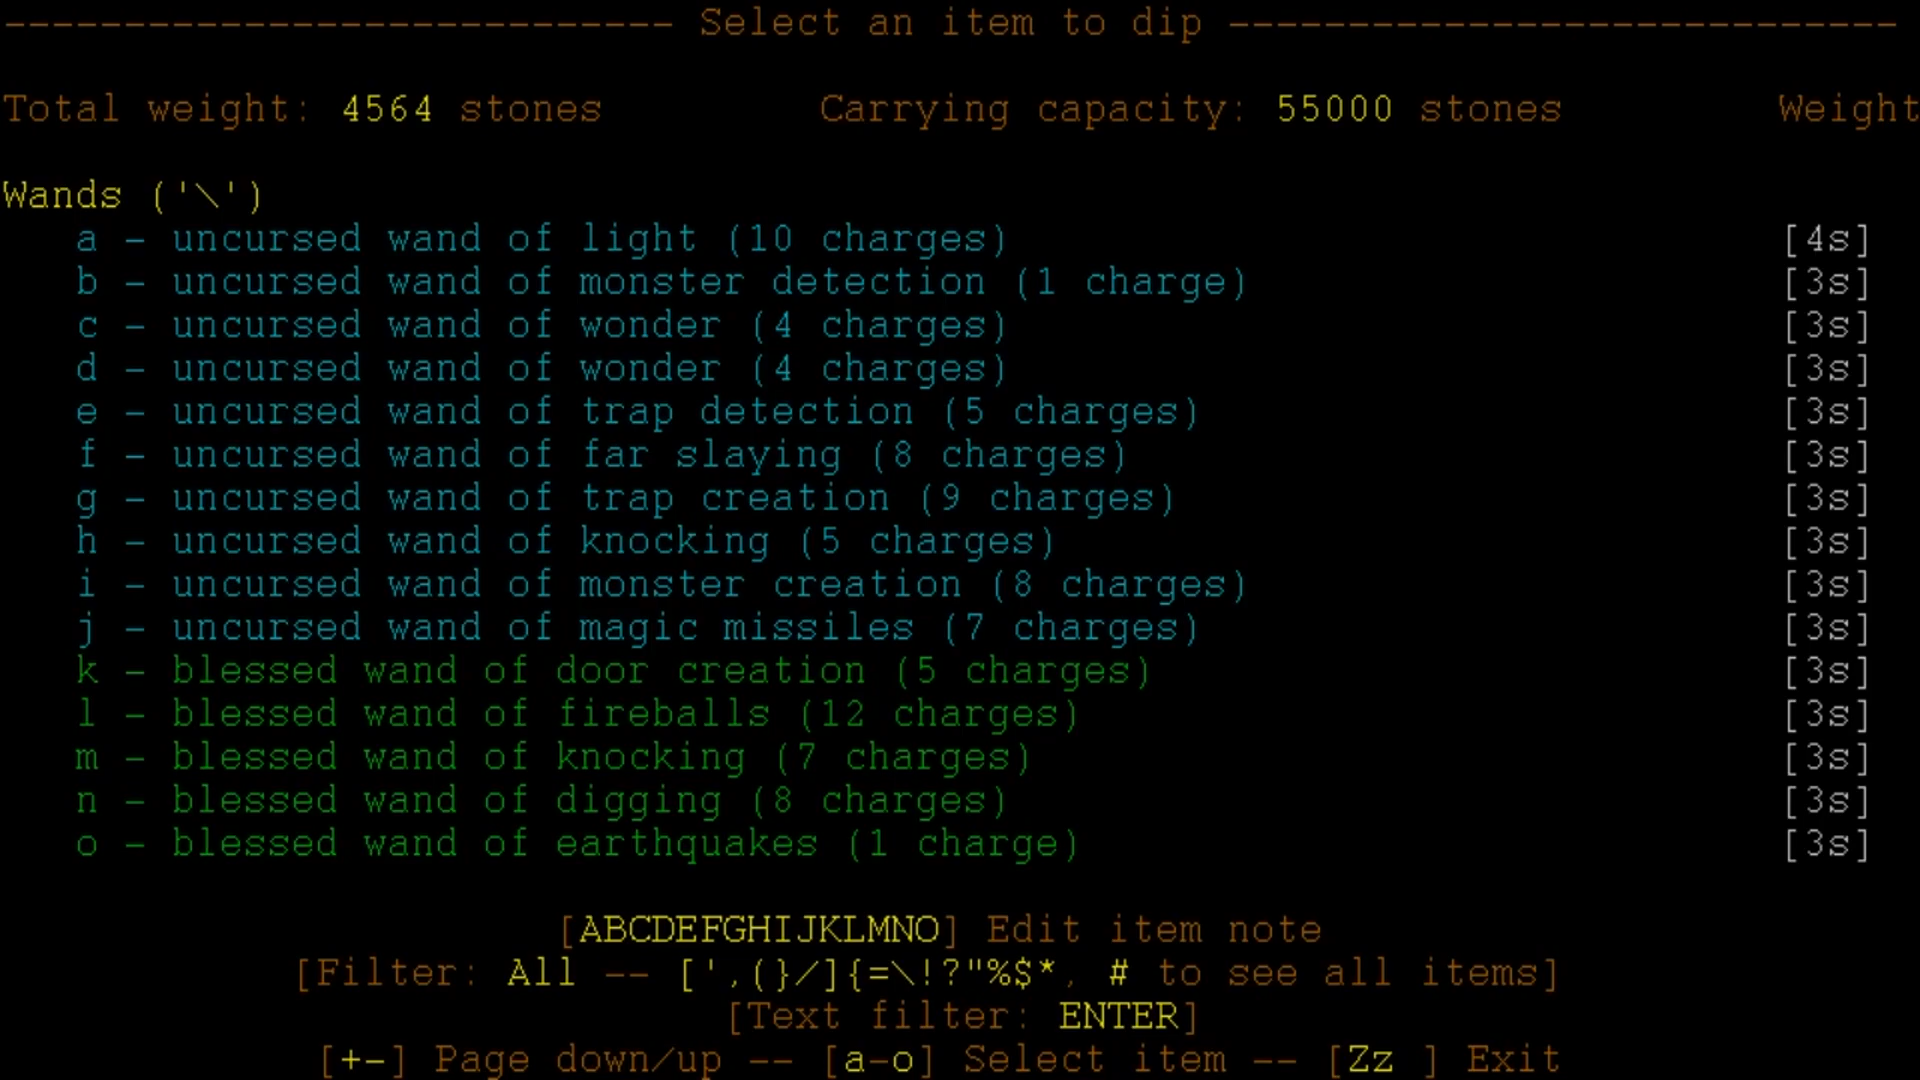 ---------------------------- Select an item to dip ----------------------------
Total weight: 4564 stones Carrying capacity: 55000 stones Weight
Wands ('\')
a - uncursed wand of light (10 charges) [4s]
b - uncursed wand of monster detection (1 charge) [3s]
c - uncursed wand of wonder (4 charges) [3s]
d - uncursed wand of wonder (4 charges) [3s]
e - uncursed wand of trap detection (5 charges) [3s]
f - uncursed wand of far slaying (8 charges) [3s]
g - uncursed wand of trap creation (9 charges) [3s]
h - uncursed wand of knocking (5 charges) [3s]
i - uncursed wand of monster creation (8 charges) [3s]
j - uncursed wand of magic missiles (7 charges) [3s]
k - blessed wand of door creation (5 charges) [3s]
l - blessed wand of fireballs (12 charges) [3s]
m - blessed wand of knocking (7 charges) [3s]
n - blessed wand of digging (8 charges) [3s]
o - blessed wand of earthquakes (1 charge) [3s]
[ABCDEFGHIJKLMNO] Edit item note
[Filter: All -- [',(}/]{=\!?"%$*, # to see all items]
[Text filter: ENTER]
[+-] Page down/up -- [a-o] Select item -- [Zz ] Exit